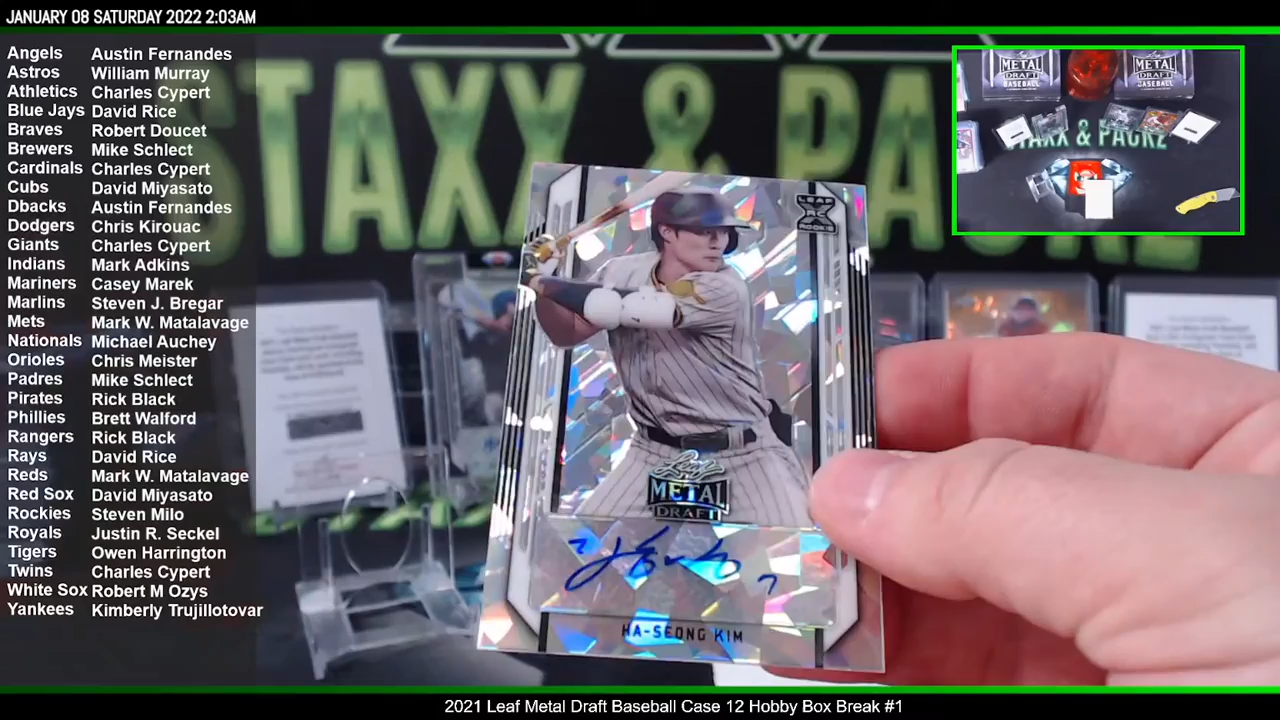 JANUARY 08 SATURDAY 2022 2:03AM
Angels Austin Fernandes
Astros William Murray
Athletics Charles Cypert
Blue Jays David Rice
Braves Robert Doucet
Brewers Mike Schlect
Cardinals Charles Cypert
Cubs David Miyasato
Dbacks Austin Fernandes
Dodgers Chris Kirouac
Giants Charles Cypert
Indians Mark Adkins
Mariners Casey Marek
Marlins Steven J. Bregar
Mets Mark W. Matalavage
Nationals Michael Auchey
Orioles Chris Meister
Padres Mike Schlect
Pirates Rick Black
Phillies Brett Walford
Rangers Rick Black
Rays David Rice
Reds Mark W. Matalavage
Red Sox David Miyasato
Rockies Steven Milo
Royals Justin R. Seckel
Tigers Owen Harrington
Twins Charles Cypert
White Sox Robert M Ozys
Yankees Kimberly Trujillotovar
STAXX & PACKZ
LEAF
RC
ROOKIE
Leaf
METAL
DRAFT
7
HA-SEONG KIM
METAL
DRAFT
BASEBALL
METAL
DRAFT
BASEBALL
STAXX & PACKZ
2021 Leaf Metal Draft Baseball Case 12 Hobby Box Break #1